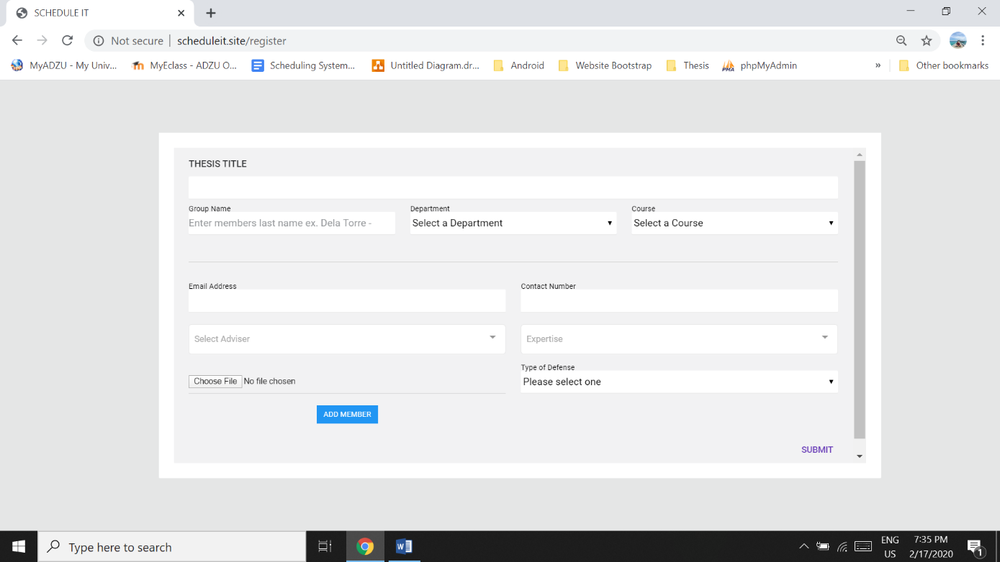 SCHEDULE IT
Not secure | scheduleit.site/register
MyADZU - My Univ... MyEclass - ADZU O... Scheduling System... Untitled Diagram.dr... Android Website Bootstrap Thesis phpMyAdmin » Other bookmarks
THESIS TITLE
Group Name Department Course
Enter members last name ex. Dela Torre - Select a Department Select a Course
Email Address Contact Number
Select Adviser Expertise
Type of Defense
Choose File No file chosen Please select one
ADD MEMBER
SUBMIT
Type here to search
ENG 7:35 PM
US 2/17/2020 1